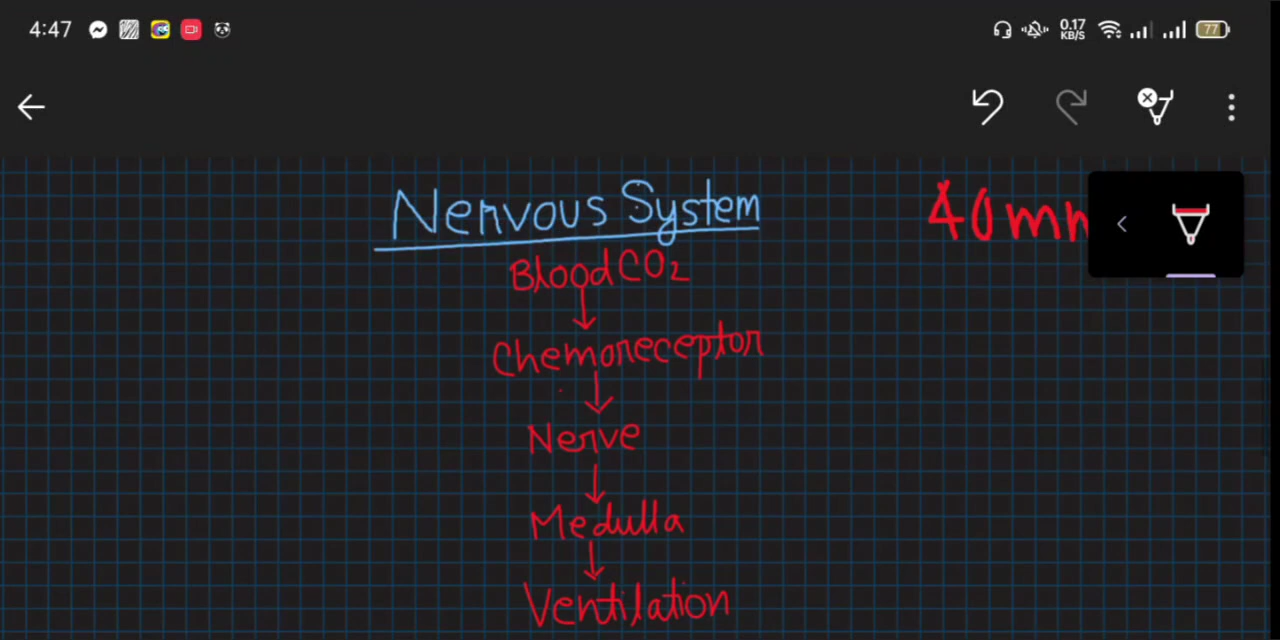 4:47
0.17
KB/S
77
Nervous System
40mm
Blood CO2
Chemoreceptor
Nerve
Medulla
Ventilation